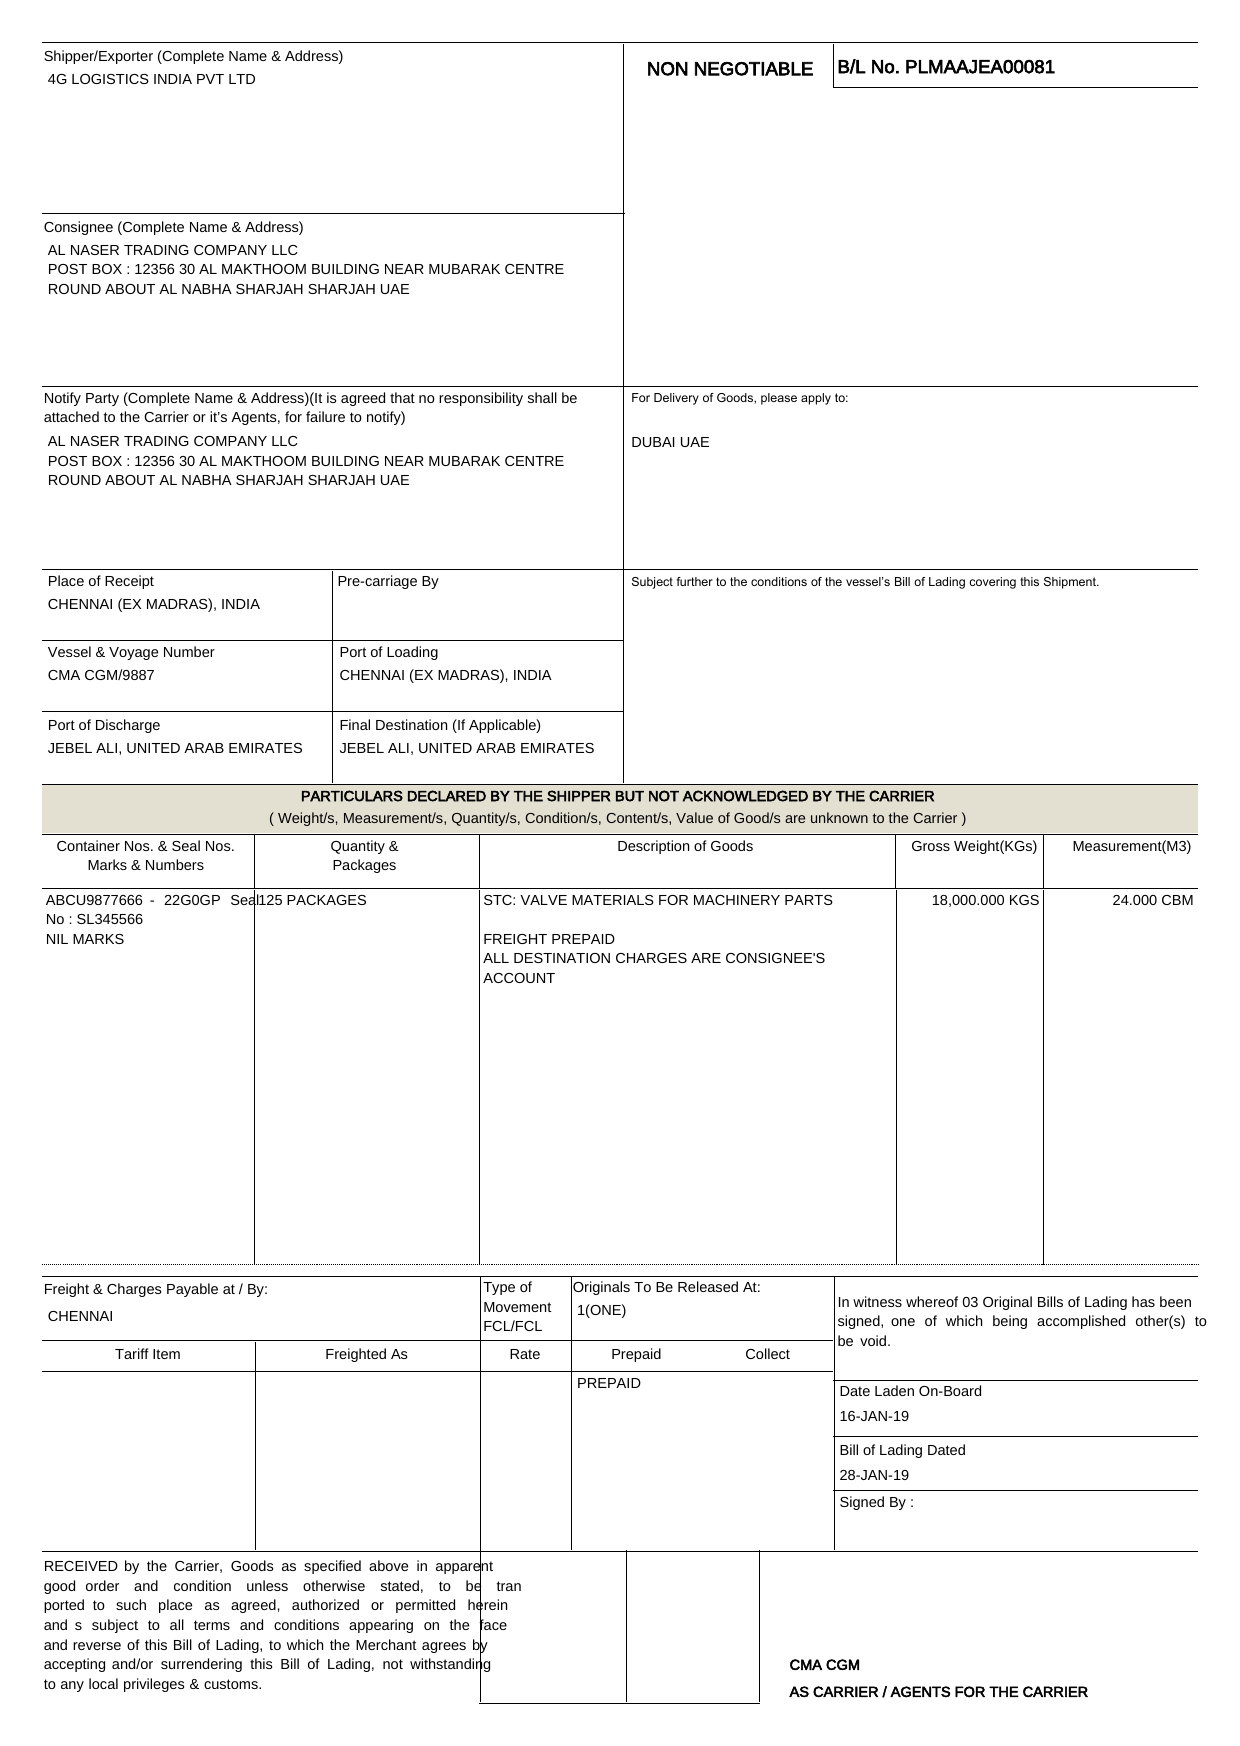 Shipper/Exporter (Complete Name & Address)
4G LOGISTICS INDIA PVT LTD
NON NEGOTIABLE
B/L No. PLMAAJEA00081
Consignee (Complete Name & Address)
AL NASER TRADING COMPANY LLC
POST BOX : 12356 30 AL MAKTHOOM BUILDING NEAR MUBARAK CENTRE
ROUND ABOUT AL NABHA SHARJAH SHARJAH UAE
Notify Party (Complete Name & Address)(It is agreed that no responsibility shall be
attached to the Carrier or it's Agents, for failure to notify)
AL NASER TRADING COMPANY LLC
POST BOX : 12356 30 AL MAKTHOOM BUILDING NEAR MUBARAK CENTRE
ROUND ABOUT AL NABHA SHARJAH SHARJAH UAE
For Delivery of Goods, please apply to:
DUBAI UAE
Place of Receipt
CHENNAI (EX MADRAS), INDIA
Pre-carriage By
Subject further to the conditions of the vessel's Bill of Lading covering this Shipment.
Vessel & Voyage Number
CMA CGM/9887
Port of Loading
CHENNAI (EX MADRAS), INDIA
Port of Discharge
JEBEL ALI, UNITED ARAB EMIRATES
Final Destination (If Applicable)
JEBEL ALI, UNITED ARAB EMIRATES
PARTICULARS DECLARED BY THE SHIPPER BUT NOT ACKNOWLEDGED BY THE CARRIER
( Weight/s, Measurement/s, Quantity/s, Condition/s, Content/s, Value of Good/s are unknown to the Carrier )
Container Nos. & Seal Nos.
Marks & Numbers
Quantity &
Packages
Description of Goods
Gross Weight(KGs)
Measurement(M3)
ABCU9877666 - 22G0GP Seal
No : SL345566
NIL MARKS
125 PACKAGES
STC: VALVE MATERIALS FOR MACHINERY PARTS
FREIGHT PREPAID
ALL DESTINATION CHARGES ARE CONSIGNEE'S
ACCOUNT
18,000.000 KGS
24.000 CBM
Freight & Charges Payable at / By:
CHENNAI
Type of
Movement
FCL/FCL
Originals To Be Released At:
1(ONE)
In witness whereof 03 Original Bills of Lading has been
signed, one of which being accomplished other(s) to
be void.
Tariff Item
Freighted As
Rate
Prepaid
Collect
PREPAID
Date Laden On-Board
16-JAN-19
Bill of Lading Dated
28-JAN-19
Signed By :
RECEIVED by the Carrier, Goods as specified above in apparent
good order and condition unless otherwise stated, to be tran
ported to such place as agreed, authorized or permitted herein
and s subject to all terms and conditions appearing on the face
and reverse of this Bill of Lading, to which the Merchant agrees by
accepting and/or surrendering this Bill of Lading, not withstanding
to any local privileges & customs.
CMA CGM
AS CARRIER / AGENTS FOR THE CARRIER